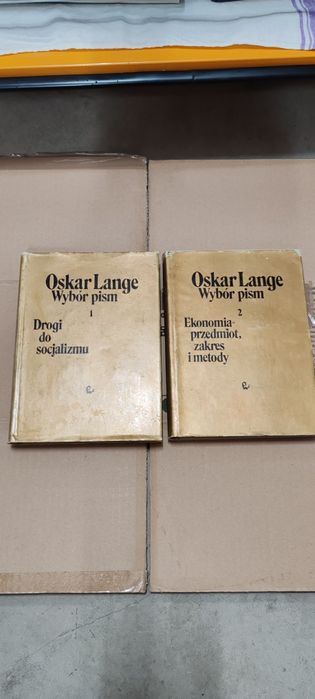 Oskar Lange
Wybór pism
1
Drogi
do
socjalizmu
Oskar Lange
Wybór pism
2
Ekonomia-
przedmiot,
zakres
i metody